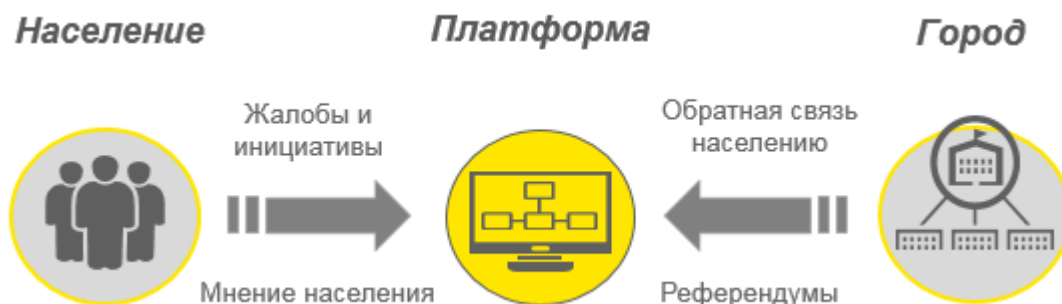 Население
Платформа
Город
Жалобы и
инициативы
Обратная связь
населению
Мнение населения
Референдумы